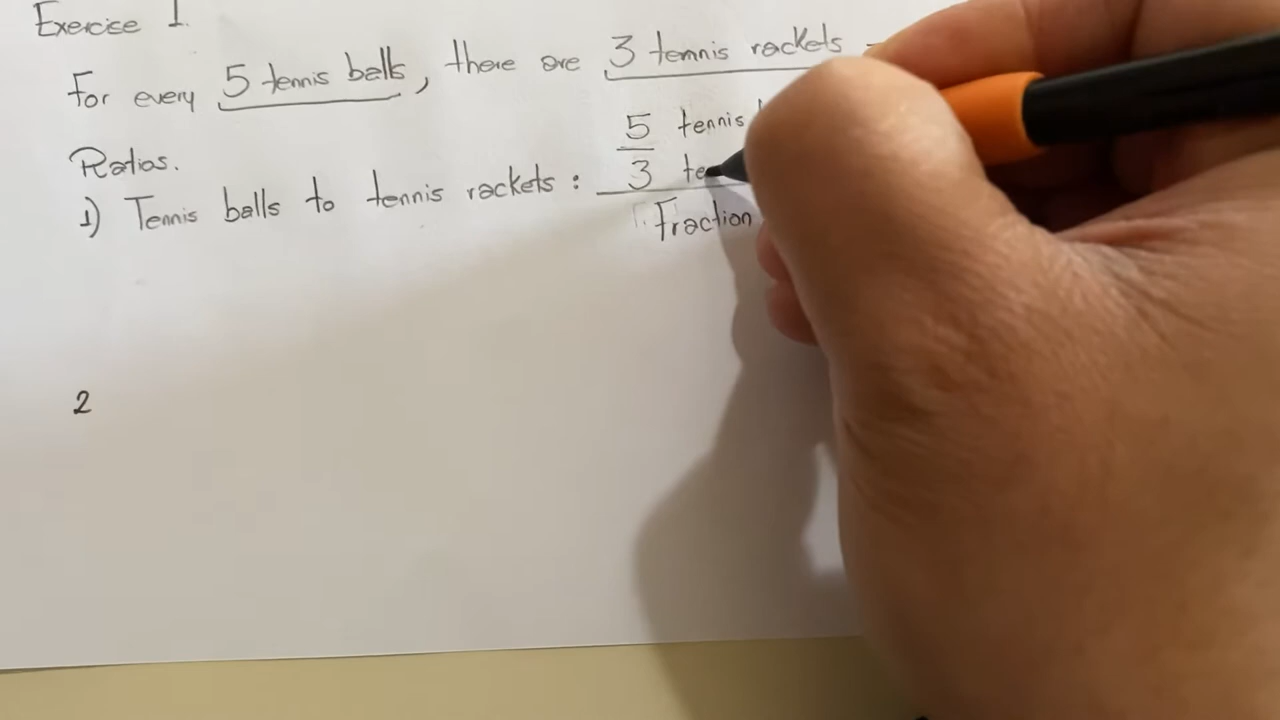 Exercise 1.
For every 5 tennis balls, there are 3 tennis rackets
Ratios.
5 tennis
1) Tennis balls to tennis rackets : 3 te
Fraction
2